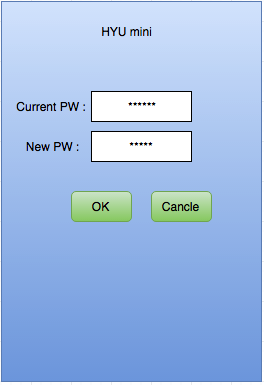 HYU mini
Current PW : ******
New PW : *****
OK Cancle